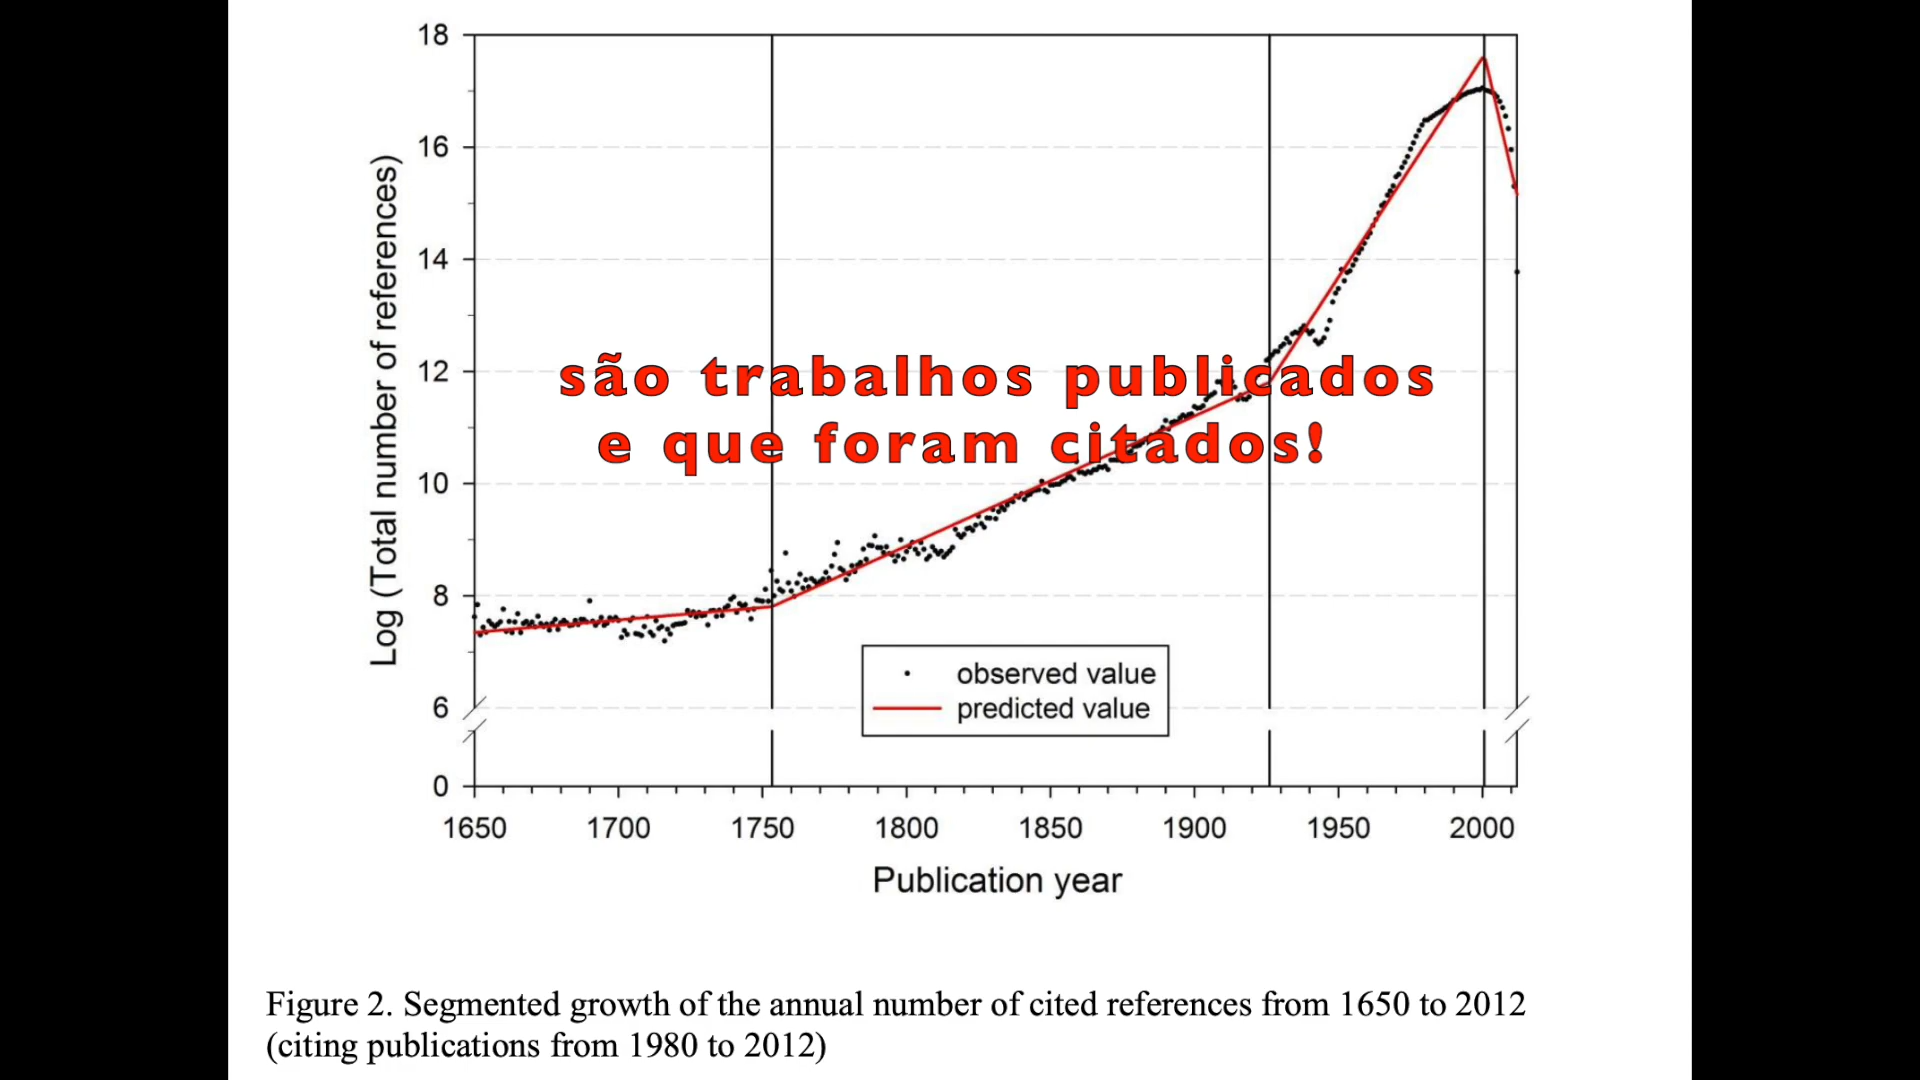 18
16
14
12
10
8
6
0
Log (Total number of references)
são trabalhos publicados
e que foram citados!
observed value
predicted value
1650 1700 1750 1800 1850 1900 1950 2000
Publication year
Figure 2. Segmented growth of the annual number of cited references from 1650 to 2012
(citing publications from 1980 to 2012)